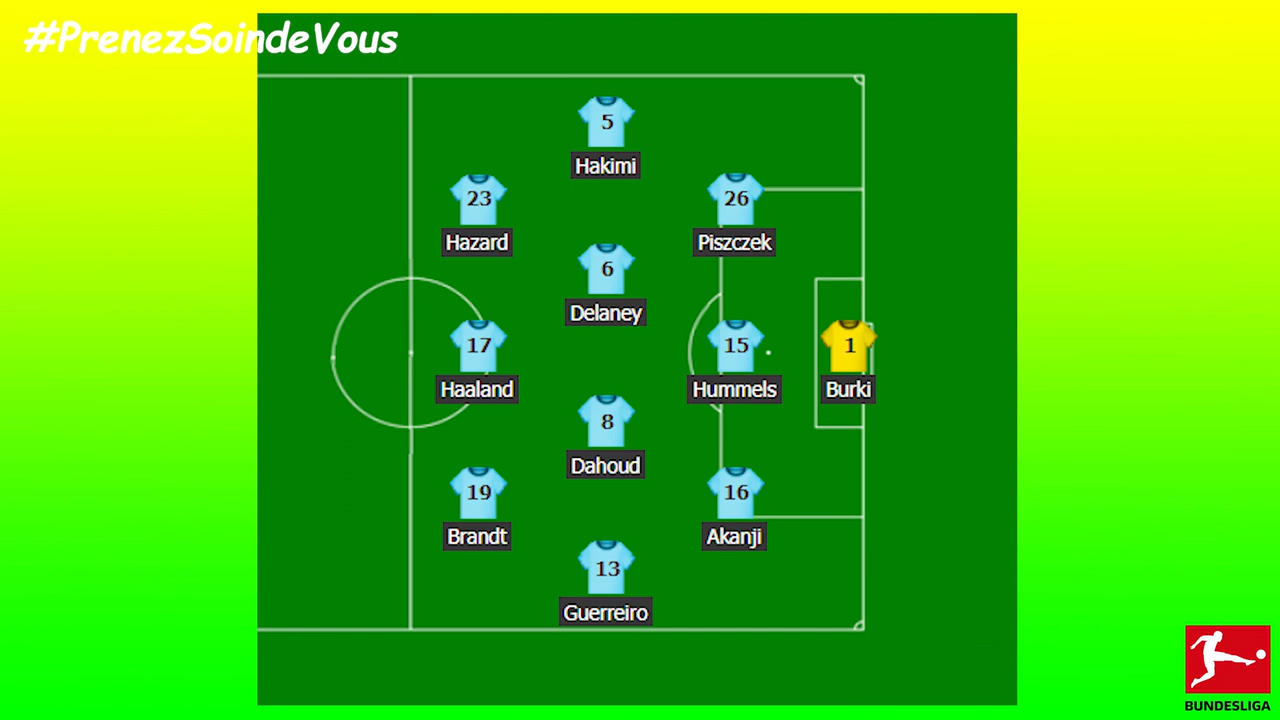 #PrenezSoindeVous
5
Hakimi
23
Hazard
26
Piszczek
6
Delaney
17
Haaland
15
Hummels
1
Burki
8
Dahoud
19
Brandt
16
Akanji
13
Guerreiro
BUNDESLIGA